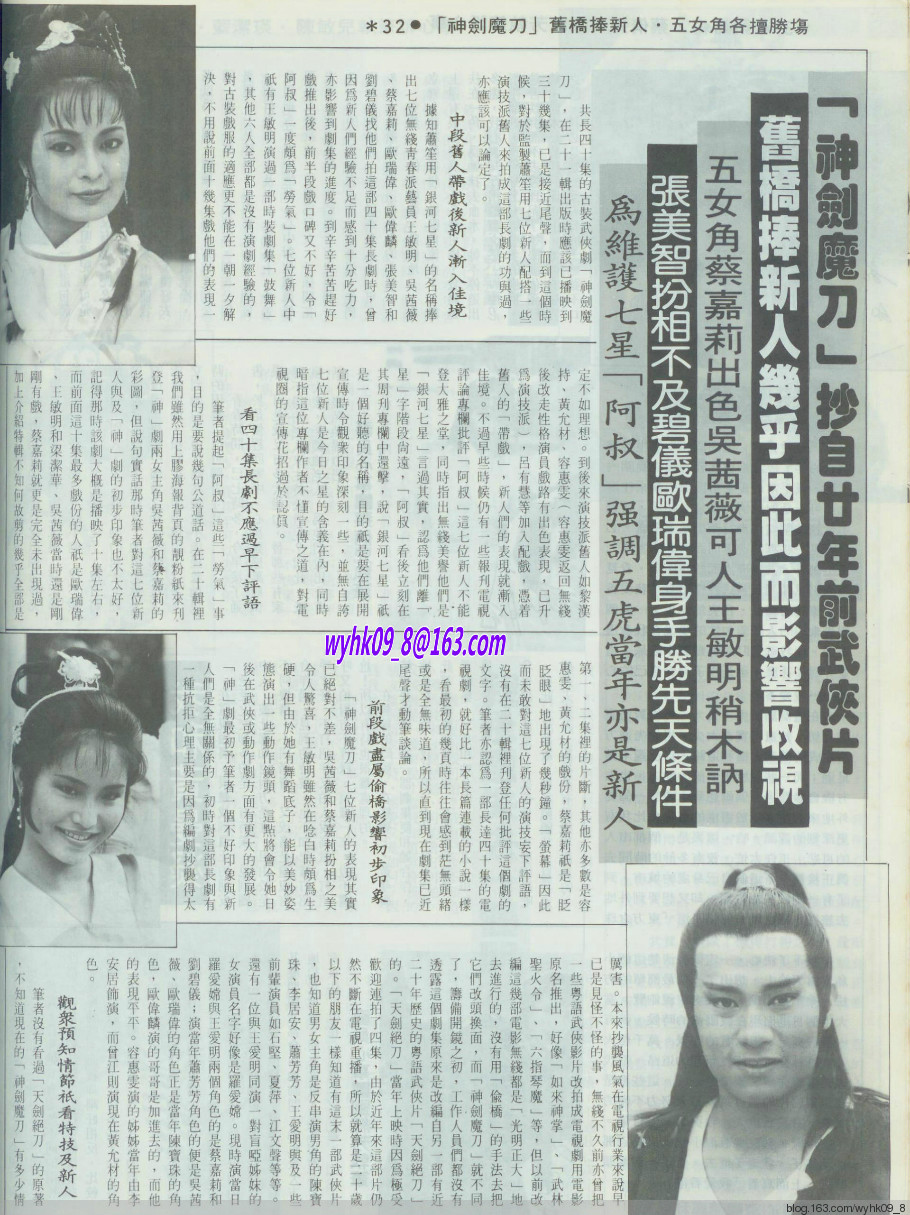 ＊32●「神劍魔刀」舊橋捧新人．五女角各擅勝場
「神劍魔刀」抄自廿年前武俠片
舊橋捧新人幾乎因此而影響收視
五女角蔡嘉莉出色吳茜薇可人王敏明稍木訥
張美智扮相不及碧儀歐瑞偉身手勝先天條件
爲維護七星「阿叔」强調五虎當年亦是新人
共長四十集的古裝武俠劇「神劍魔
刀」，在二十一輯出版時應該已播映到
三十幾集，已是接近尾聲，而到這個時
候，對於監製蕭笙用七位新人配搭一些
演技派舊人來拍成這部長劇的功與過，
亦應該可以論定了。
中段舊人帶戲後新人漸入佳境
據知蕭笙用「銀河七星」的名稱捧
出七位無綫青春派藝員王敏明、吳茜薇
、蔡嘉莉、歐瑞偉、歐偉麟、張美智和
劉碧儀找他們拍這部四十集長劇時，曾
因爲新人們經驗不足而感到十分吃力，
亦影響到劇集的進度。到辛辛苦苦趕好
戲推出後，前半段戲口碑又不好，令「
阿叔」一度頗爲「勞氣」。七位新人中
祇有王敏明演過一部時裝劇集「鼓舞」
，其他六人全部都是沒有演劇經驗的，
對古裝戲服的適應更不能在一朝一夕解
決，不用說前面十幾集戲他們的表現一
定不如理想。到後來演技派舊人如黎漢
持、黃允材、容惠雯（容惠雯返回無綫
後改走性格演員戲路有出色表現，已升
爲演技派），呂有慧等加入配戲，憑着
舊人的「帶戲」，新人們的表現就漸入
佳境。不過早些時候仍有一些報刊電視
評論專欄批評「阿叔」這七位新人不能
登大雅之堂，同時指出無綫美譽他們是
「銀河七星」言過其實，認爲他們離「
星」字階段尙遠，「阿叔」看後立刻在
其周刊專欄中還擊，說「銀河七星」祇
是一個好聽的名稱，目的祇是要在展開
宣傳時令觀衆印象深刻一些，並無自誇
七位新人是今日之星的含義在內，同時
暗指這位專欄作者不懂宣傳之道，對電
視圈的宣傳花招過於認眞。
看四十集長劇不應過早下評語
筆者提起「阿叔」這些「勞氣」事
，目的是要說幾句公道話。在二十輯裡
我們雖然用上膠海報背頁的靚粉紙來刊
登「神」劇兩女主角吳茜薇和蔡嘉莉的
彩圖，但說句實話那時筆者對這七位新
人與及「神」劇的初步印象也不太好，
記得那時該劇大概是播映了十集左右，
而前面這十集最多戲份的人祇是歐瑞偉
、王敏明和梁潔華、吳茜薇當時還是剛
剛有戲，蔡嘉莉就更是完全未出現過，
加上介紹特輯不知何故剪的幾乎全部是
第一、二集裡的片斷，其他亦多數是容
惠雯、黃允材的戲份，蔡嘉莉祇是「眨
眨眼」地出現了幾秒鐘。「螢幕」因此
而未敢對這七位新人的演技妄下評語，
沒有在二十輯裡刊登任何批評這個劇的
文字。筆者亦認爲一部長達四十集的電
視劇，就好比一本長篇連載的小說一樣
，看最初的幾頁時往往會感到茫無頭緒
或是全無味道，所以直到現在劇集已近
尾聲才動筆談論。
前段戲盡屬偷橋影響初步印象
「神劍魔刀」七位新人的表現其實
已絕對不差，吳茜薇和蔡嘉莉扮相之美
令人驚喜，王敏明雖然在唸白時頗爲生
硬，但由於她有舞蹈底子，能以美妙姿
態演出一些動作鏡頭，這點將會令她日
後在武俠或動作劇方面有更大的發展。
「神」劇最初予筆者一個不好印象與新
人們是全無關係的，初時對這部長劇有
一種抗拒心理主要是因爲編劇抄襲得太
厲害。本來抄襲風氣在電視行業來說早
已是見怪不怪的事，無綫不久前亦曾把
一些粵語武俠影片改拍成電視劇用電影
原名推出，好像「如來神掌」、「武林
聖火令」、「六指琴魔」等，但以前改
編這幾部電影無綫都是「光明正大」地
去進行的，沒有用「偷橋」的手法去把
它們改頭換面，而「神劍魔刀」就不同
了，籌備開鏡之初，工作人員們都沒有
透露這個劇集原來是改編自另一部有近
二十年歷史的粵語武俠片「天劍絕刀」
的。「天劍絕刀」當年上映時因爲極受
歡迎連拍了四集，由於近年來這部片仍
然不斷在電視重播，所以就算是二十歲
以下的朋友一樣知道有這末一部武俠片
，也知道男女主角是反串演男角的陳寶
珠、李居安、蕭芳芳、王愛明與及一些
前輩演員如石堅、夏萍、江文聲等等。
還有一位與王愛明同演一對盲啞姊妹的
女演員名字好像是羅愛嫦。現時演當日
羅愛嫦與王愛明兩個角色的是蔡嘉莉和
劉碧儀；演當年蕭芳芳角色的便是吳茜
薇、歐瑞偉的角色正是當年陳寶珠的角
色，歐偉麟演的哥哥是加進去的，而他
的表現平平。容惠雯演的姊姊當年由李
安居飾演，而曾江則演現在黃允材的角
色。
觀衆預知情節祇看特技及新人
筆者沒有看過「天劍絕刀」的原著
，不知道現在的「神劍魔刀」有多少情
wyhk09_8@163.com
blog.163.com/wyhk09_8